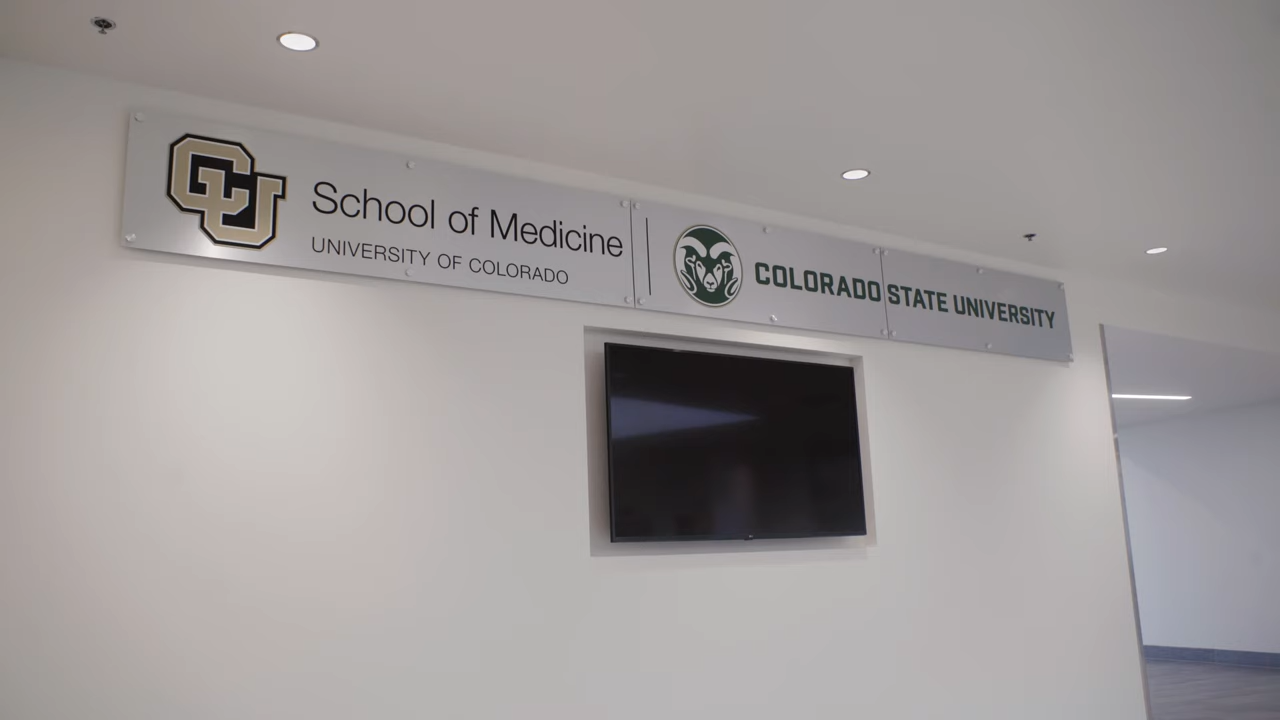 CU
School of Medicine
UNIVERSITY OF COLORADO
COLORADO STATE UNIVERSITY